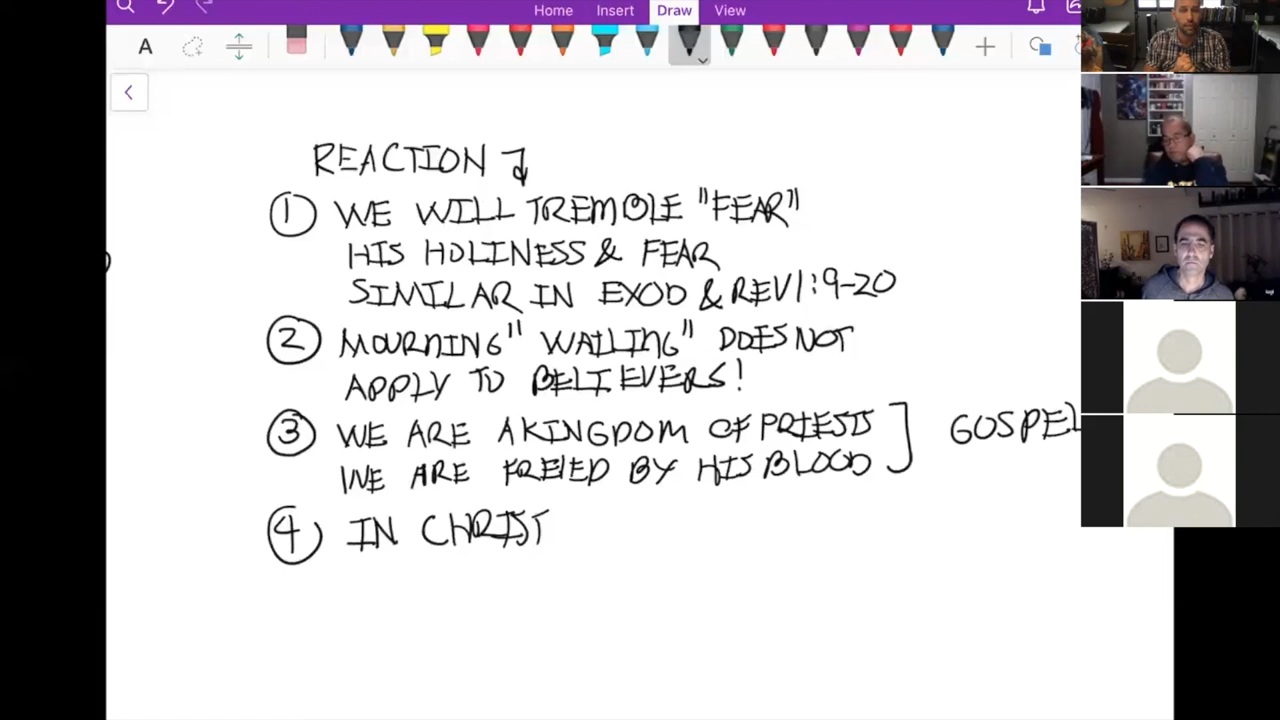 Home Insert Draw View
A
REACTION
① WE WILL TREMBLE "FEAR"
HIS HOLINESS & FEAR
SIMILAR IN EXOD & REV 1:9-20
② MOURNING" WAILING" DOES NOT
APPLY TO BELIEVERS!
③ WE ARE A KINGDOM OF PRIESTS
WE ARE FREED BY HIS BLOOD
GOSPEL
④ IN CHRIST